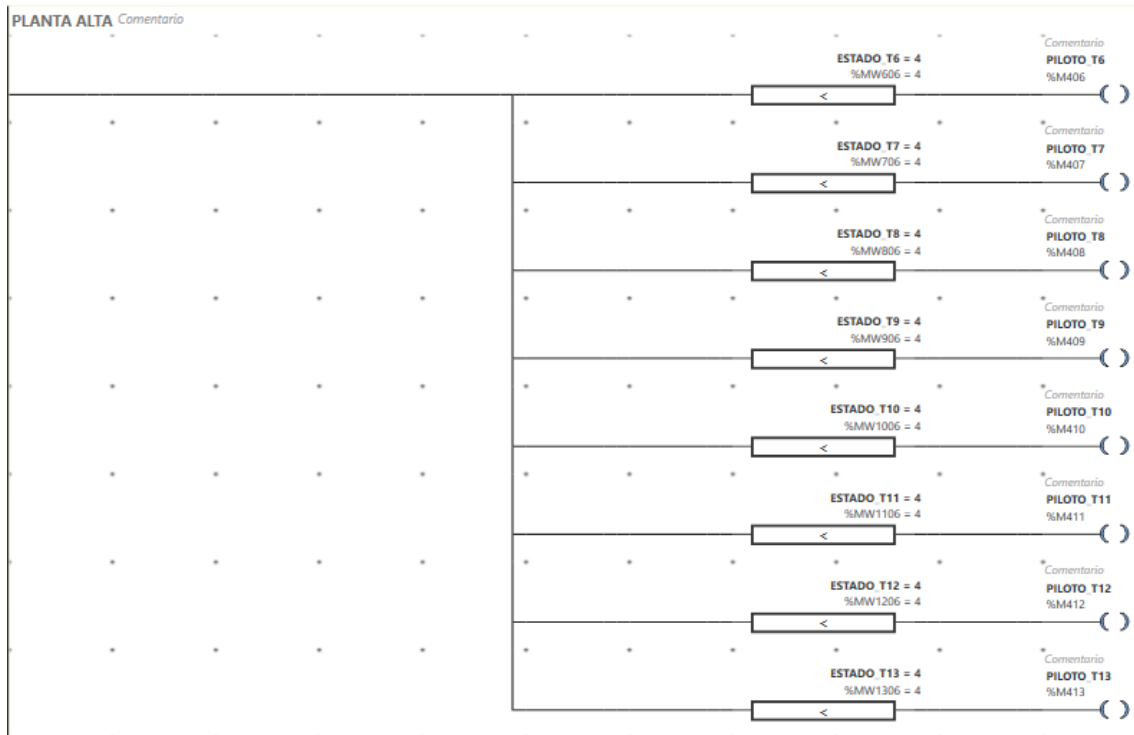 PLANTA ALTA Comentario
Comentario
ESTADO_T6 = 4 PILOTO_T6
%MW606 = 4 %M406
<
Comentario
ESTADO_T7 = 4 PILOTO_T7
%MW706 = 4 %M407
<
Comentario
ESTADO_T8 = 4 PILOTO_T8
%MW806 = 4 %M408
<
Comentario
ESTADO_T9 = 4 PILOTO_T9
%MW906 = 4 %M409
<
Comentario
ESTADO_T10 = 4 PILOTO_T10
%MW1006 = 4 %M410
<
Comentario
ESTADO_T11 = 4 PILOTO_T11
%MW1106 = 4 %M411
<
Comentario
ESTADO_T12 = 4 PILOTO_T12
%MW1206 = 4 %M412
<
Comentario
ESTADO_T13 = 4 PILOTO_T13
%MW1306 = 4 %M413
<